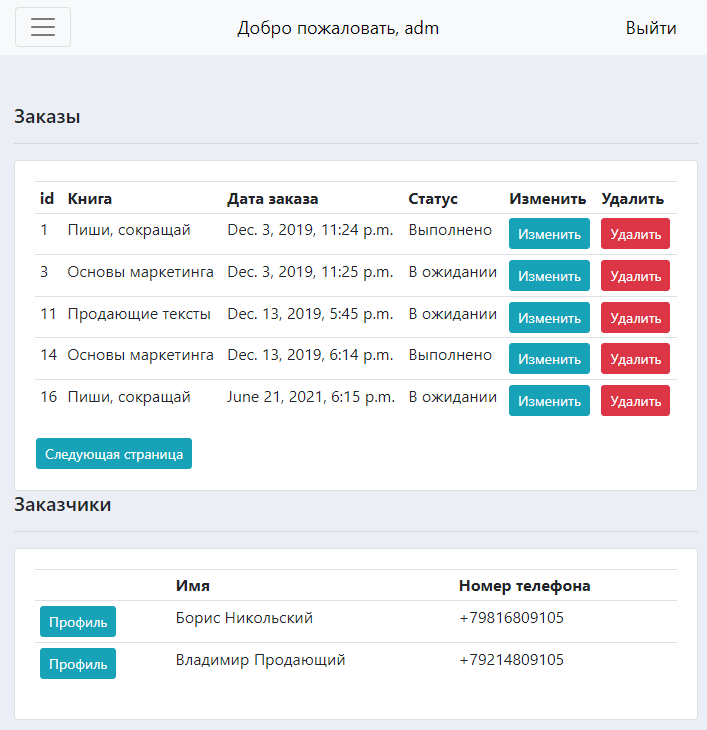 Добро пожаловать, adm Выйти
Заказы
id Книга Дата заказа Статус Изменить Удалить
1 Пиши, сокращай Dec. 3, 2019, 11:24 p.m. Выполнено Изменить Удалить
3 Основы маркетинга Dec. 3, 2019, 11:25 p.m. В ожидании Изменить Удалить
11 Продающие тексты Dec. 13, 2019, 5:45 p.m. В ожидании Изменить Удалить
14 Основы маркетинга Dec. 13, 2019, 6:14 p.m. Выполнено Изменить Удалить
16 Пиши, сокращай June 21, 2021, 6:15 p.m. В ожидании Изменить Удалить
Следующая страница
Заказчики
Имя Номер телефона
Профиль Борис Никольский +79816809105
Профиль Владимир Продающий +79214809105